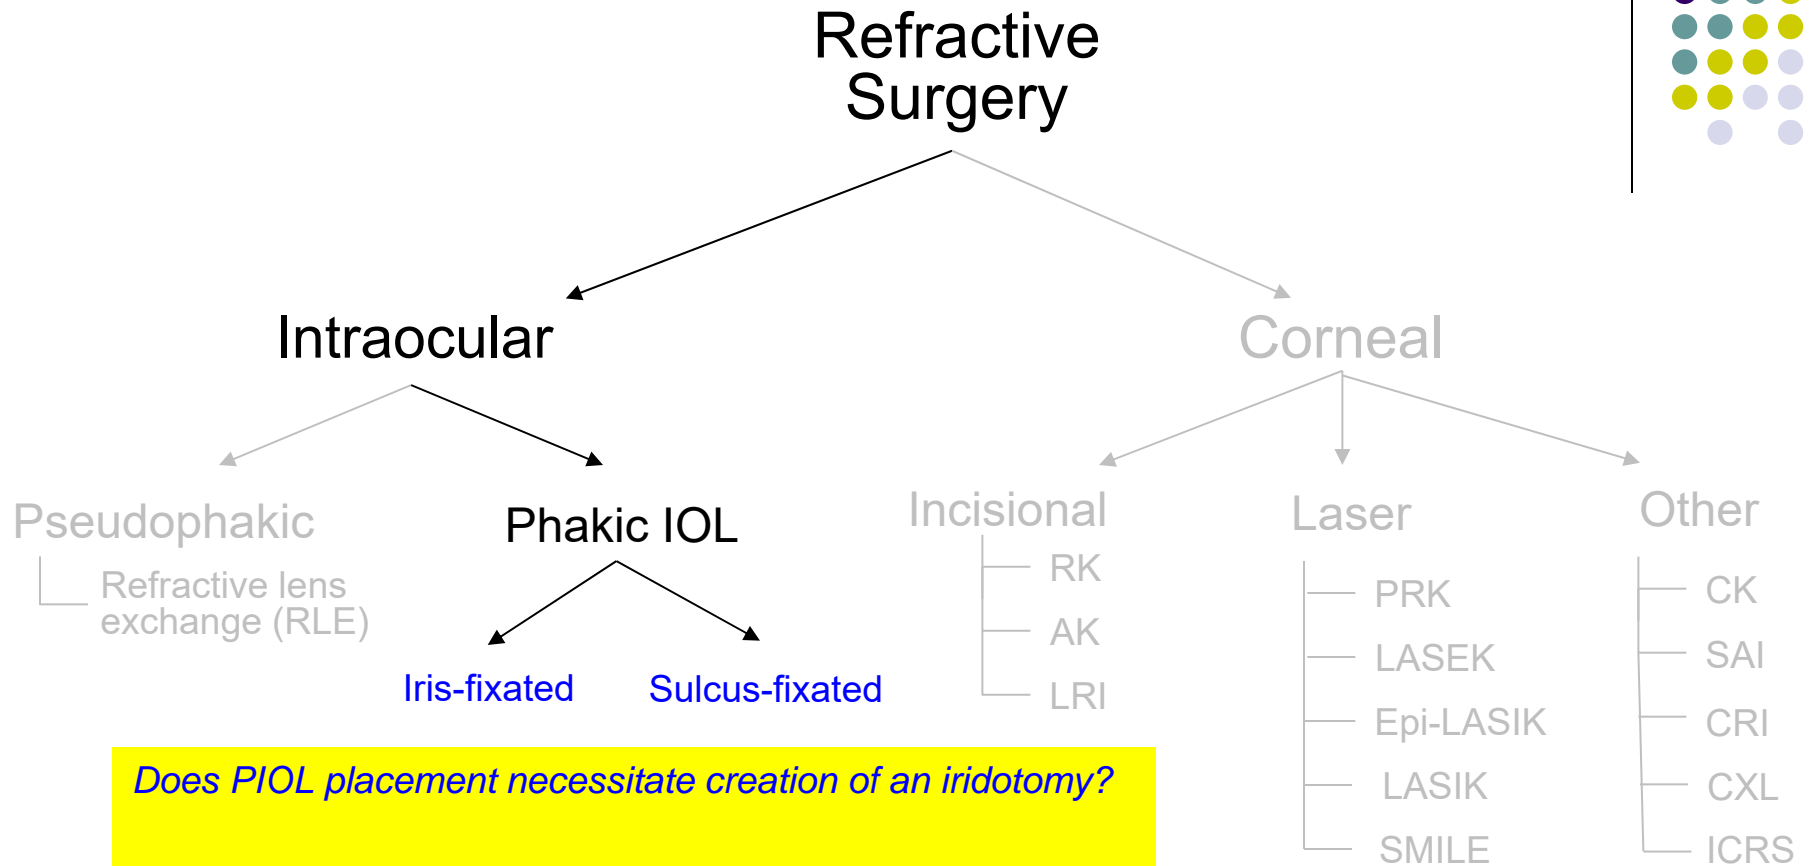 Refractive
Surgery
Intraocular
Corneal
Pseudophakic
Refractive lens
exchange (RLE)
Phakic IOL
Iris-fixated
Sulcus-fixated
Incisional
RK
AK
LRI
Laser
PRK
LASEK
Epi-LASIK
LASIK
SMILE
Other
CK
SAI
CRI
CXL
ICRS
Does PIOL placement necessitate creation of an iridotomy?